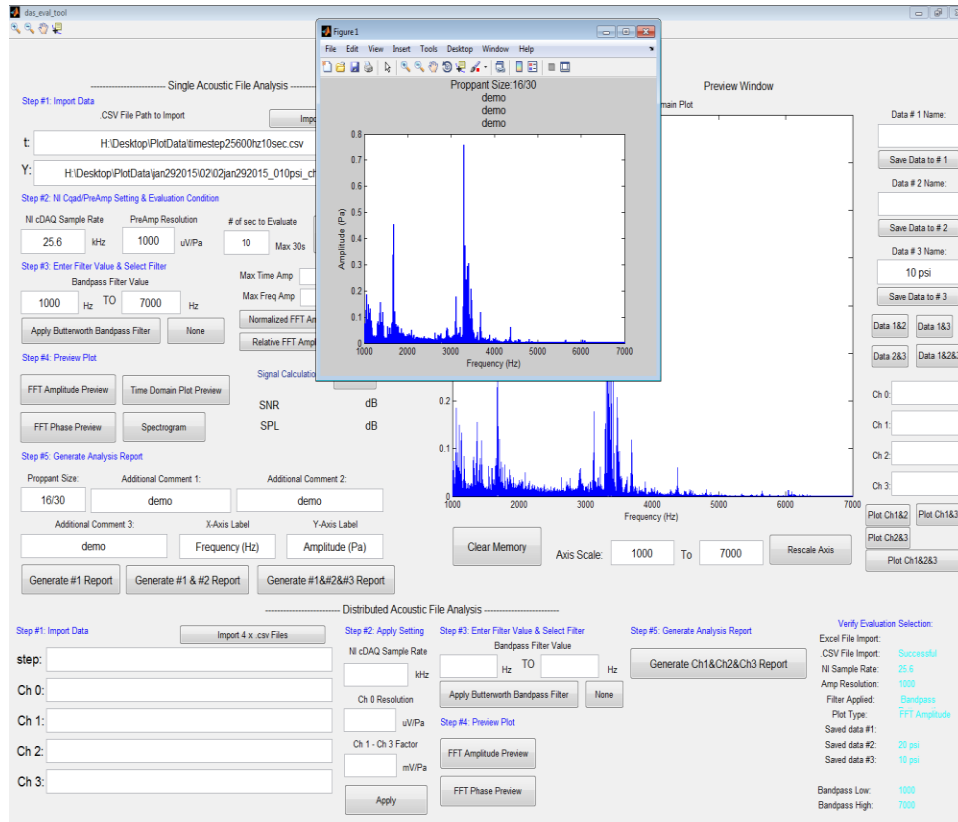 das_eval_tool
Figure 1
File Edit View Insert Tools Desktop Window Help
Proppant Size:16/30
demo
demo
demo
0.8
0.7
0.6
0.5
0.4
0.3
0.2
0.1
0
Amplitude (Pa)
1000 2000 3000 4000 5000 6000 7000
Frequency (Hz)
------------------------ Single Acoustic File Analysis
Step #1: Import Data
.CSV File Path to Import
t: H:\Desktop\PlotData\timestep25600hz10sec.csv
Y: H:\Desktop\PlotData\jan292015\02\02jan292015_010psi_ch
Step #2: NI Cqad/PreAmp Setting & Evaluation Condition
NI cDAQ Sample Rate PreAmp Resolution # of sec to Evaluate
25.6 kHz 1000 uV/Pa 10 Max 30s
Step #3: Enter Filter Value & Select Filter
Bandpass Filter Value
1000 Hz TO 7000 Hz
Max Time Amp
Max Freq Amp
Apply Butterworth Bandpass Filter None
Normalized FFT Am
Relative FFT Ampl
Step #4: Preview Plot
FFT Amplitude Preview Time Domain Plot Preview
FFT Phase Preview Spectrogram
Signal Calculatio
SNR dB
SPL dB
Step #5: Generate Analysis Report
Proppant Size: Additional Comment 1: Additional Comment 2:
16/30 demo demo
Additional Comment 3: X-Axis Label Y-Axis Label
demo Frequency (Hz) Amplitude (Pa)
Generate #1 Report Generate #1 & #2 Report Generate #1&#2&#3 Report
Preview Window
main Plot
0.2
0.1
0
1000 2000 3000 4000 5000 6000 7000
Frequency (Hz)
Clear Memory Axis Scale: 1000 To 7000 Rescale Axis
Data # 1 Name:
Save Data to # 1
Data # 2 Name:
Save Data to # 2
Data # 3 Name:
10 psi
Save Data to # 3
Data 1&2 Data 1&3
Data 2&3 Data 1&2&3
Ch 0:
Ch 1:
Ch 2:
Ch 3:
Plot Ch1&2 Plot Ch1&3
Plot Ch2&3
Plot Ch1&2&3
------------------------ Distributed Acoustic File Analysis ------------------------
Step #1: Import Data
Import 4 x .csv Files
step:
Ch 0:
Ch 1:
Ch 2:
Ch 3:
Step #2: Apply Setting
NI cDAQ Sample Rate
kHz
Ch 0 Resolution
uV/Pa
Ch 1 - Ch 3 Factor
mV/Pa
Apply
Step #3: Enter Filter Value & Select Filter
Bandpass Filter Value
Hz TO Hz
Apply Butterworth Bandpass Filter None
Step #4: Preview Plot
FFT Amplitude Preview
FFT Phase Preview
Step #5: Generate Analysis Report
Generate Ch1&Ch2&Ch3 Report
Verify Evaluation Selection:
Excel File Import:
.CSV File Import: Successful
NI Sample Rate: 25.6
Amp Resolution: 1000
Filter Applied: Bandpass
Plot Type: FFT Amplitude
Saved data #1:
Saved data #2: 20 psi
Saved data #3: 10 psi
Bandpass Low: 1000
Bandpass High: 7000